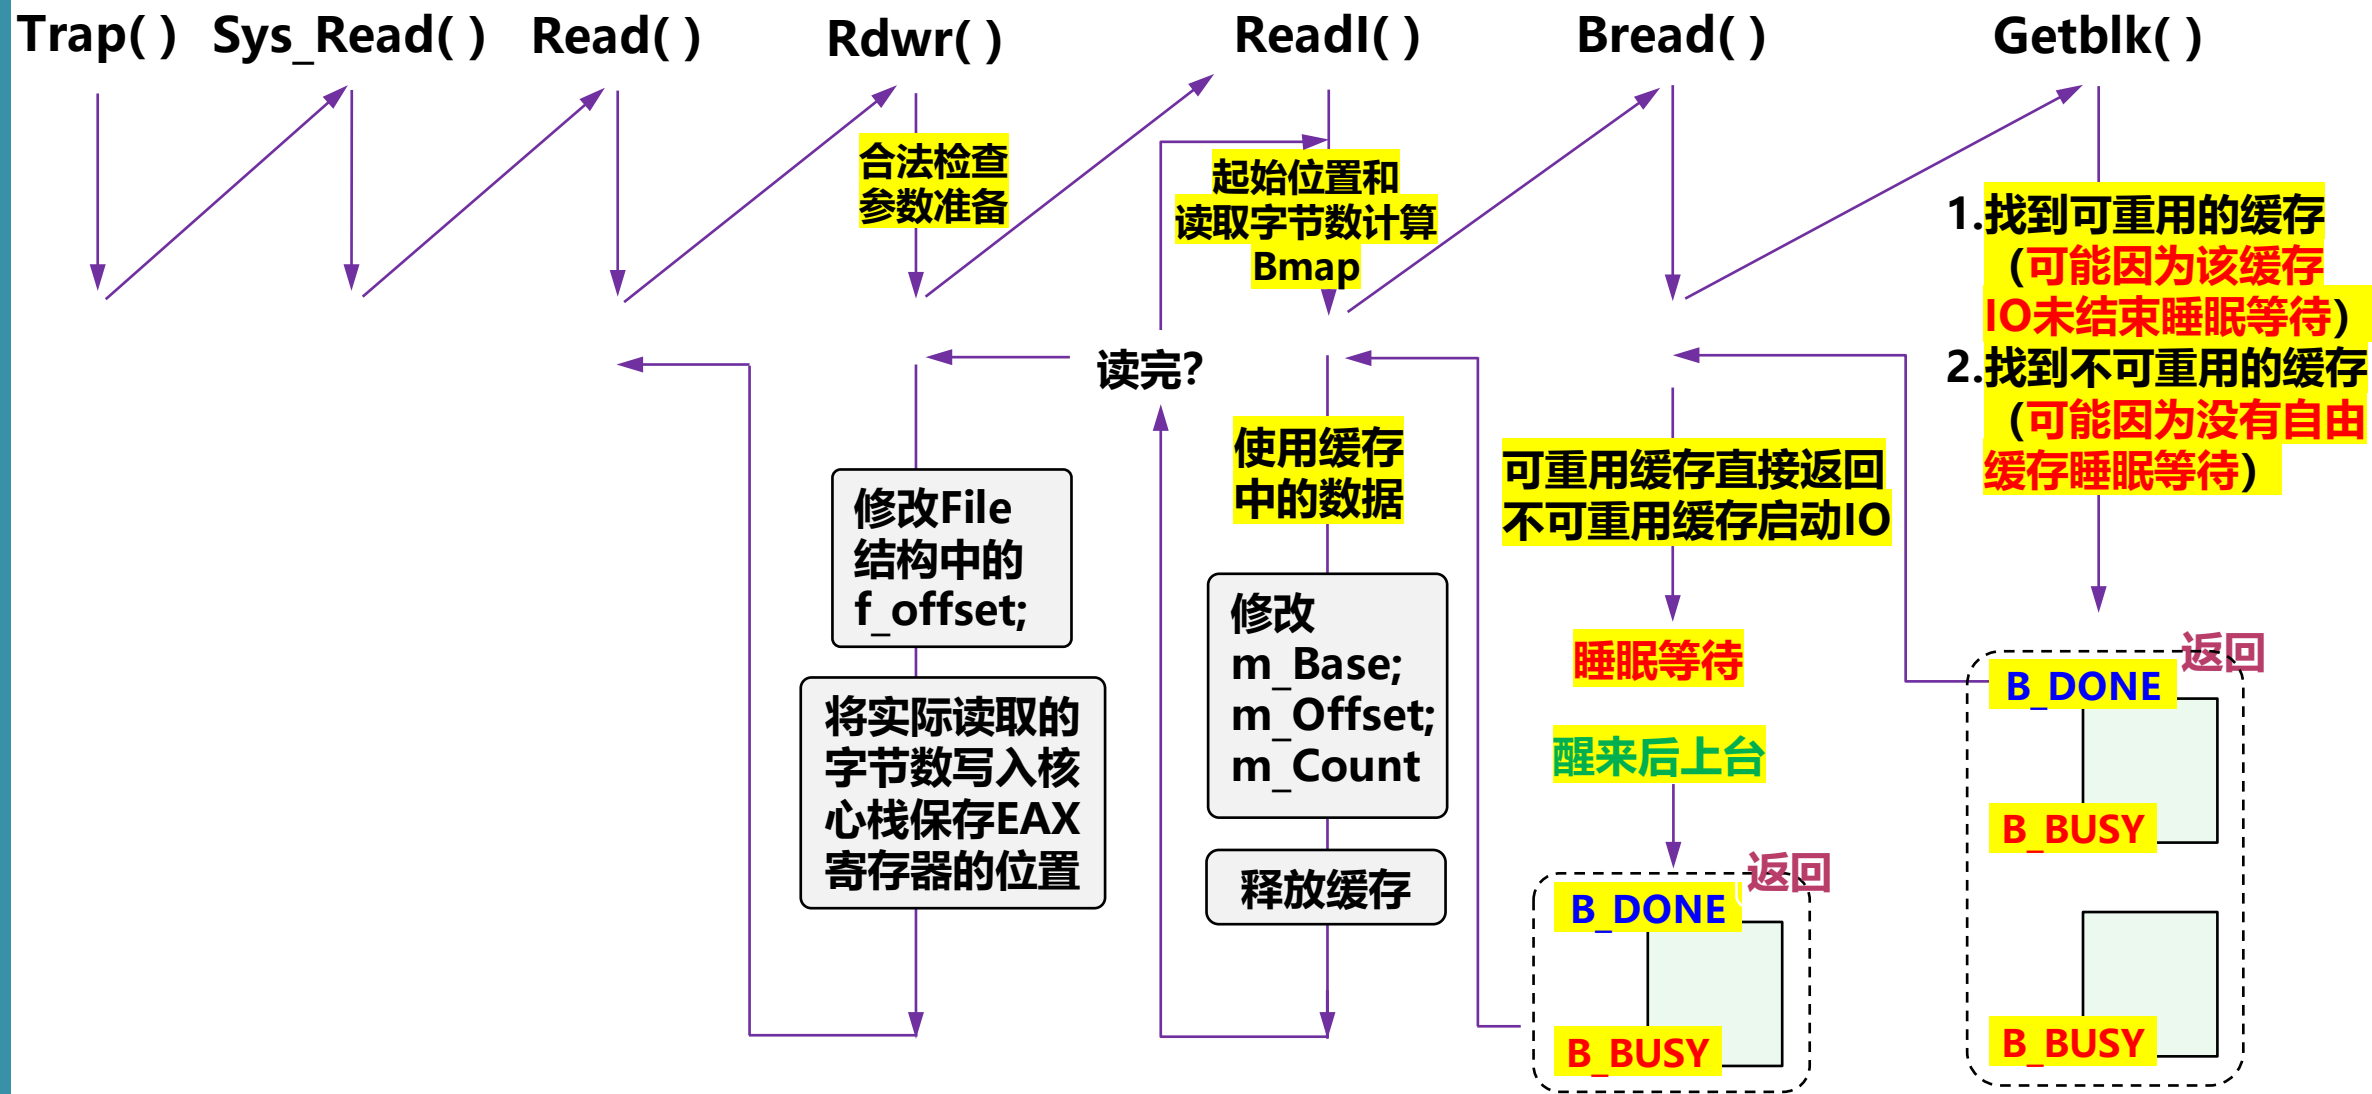 Trap( )
Sys_Read( )
Read( )
Rdwr( )
ReadI( )
Bread( )
Getblk( )
合法检查
参数准备
起始位置和
读取字节数计算
Bmap
1.找到可重用的缓存
（可能因为该缓存
IO未结束睡眠等待）
2.找到不可重用的缓存
（可能因为没有自由
缓存睡眠等待）
读完?
使用缓存
中的数据
可重用缓存直接返回
不可重用缓存启动IO
修改File
结构中的
f_offset;
修改
m_Base;
m_Offset;
m_Count
睡眠等待
醒来后上台
将实际读取的
字节数写入核
心栈保存EAX
寄存器的位置
释放缓存
返回
B_DONE
B_BUSY
返回
B_DONE
B_BUSY
B_BUSY